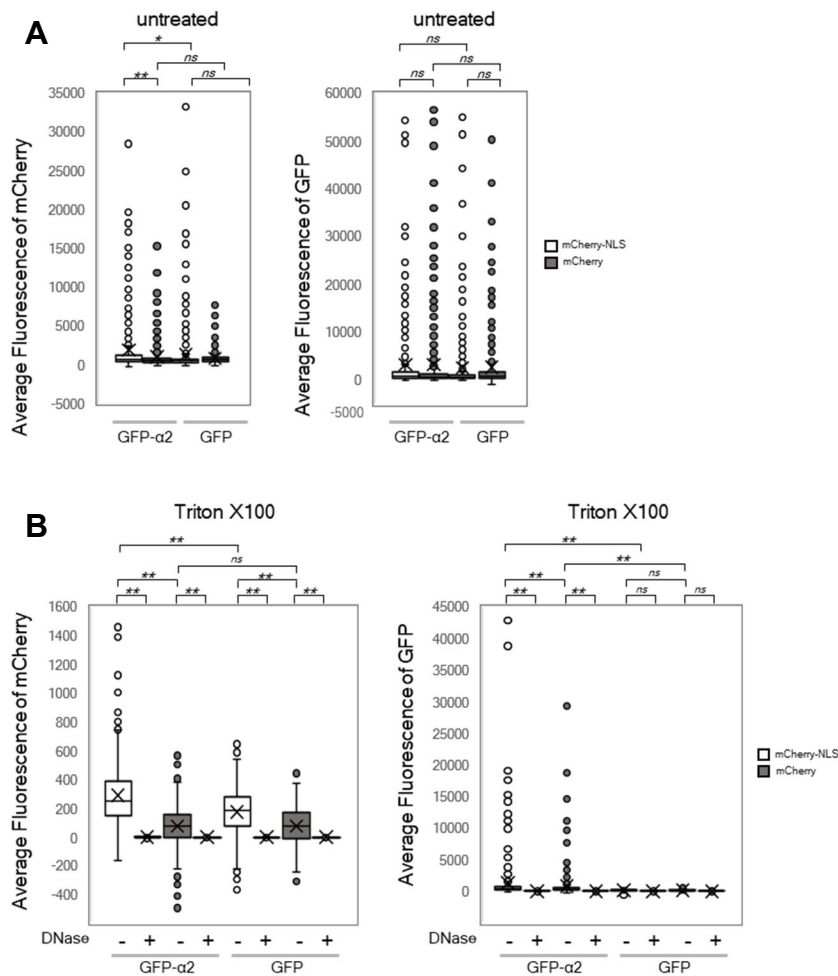 A
untreated
*
ns
** ns
Average Fluorescence of mCherry
35000
30000
25000
20000
15000
10000
5000
0
-5000
GFP-α2 GFP
untreated
ns
ns
ns ns
Average Fluorescence of GFP
60000
50000
40000
30000
20000
10000
0
-5000
GFP-α2 GFP
mCherry-NLS
mCherry
B
Triton X100
**
ns
** **
** ** ** **
Average Fluorescence of mCherry
1600
1400
1200
1000
800
600
400
200
0
-200
-400
DNase - + - + - + - +
GFP-α2 GFP
Triton X100
**
**
** ns
** ** ns ns
Average Fluorescence of GFP
45000
40000
35000
30000
25000
20000
15000
10000
5000
0
- + - + - + - +
GFP-α2 GFP
mCherry-NLS
mCherry